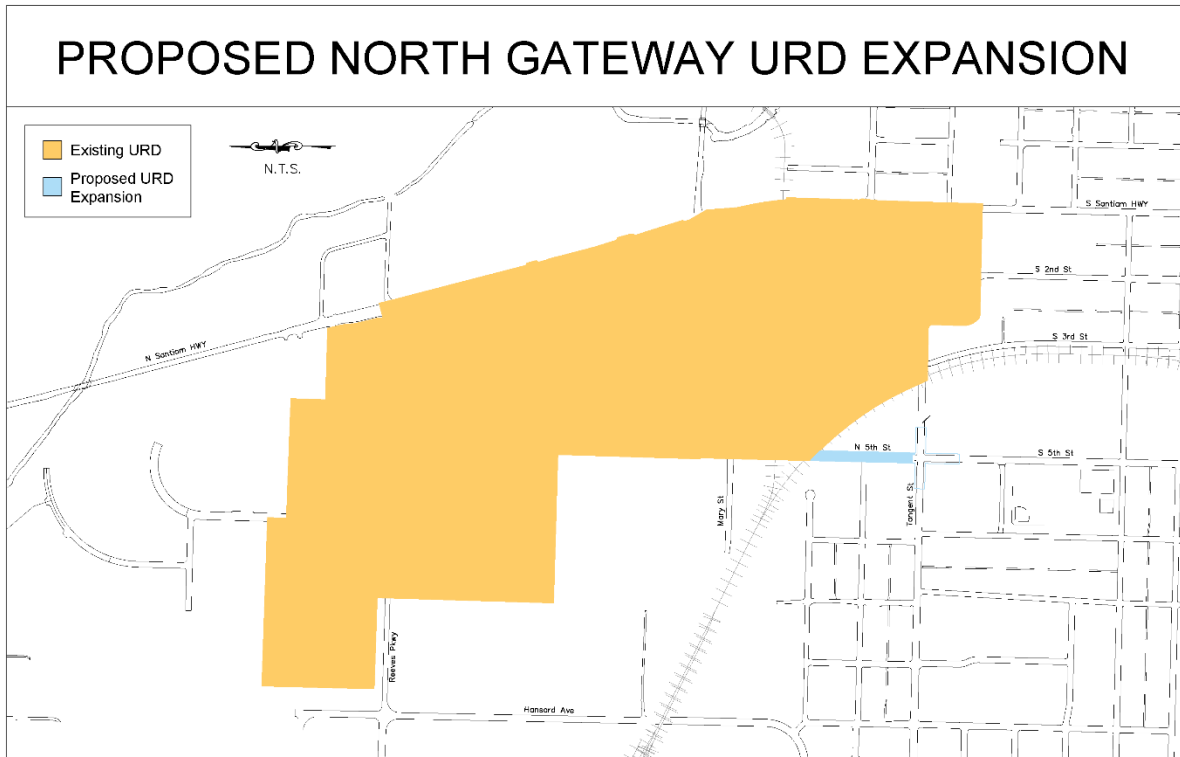 PROPOSED NORTH GATEWAY URD EXPANSION
Existing URD
Proposed URD
Expansion
N.T.S.
S Santiam HWY
S 2nd St
S 3rd St
N Santiam HWY
N 5th St
S 5th St
Mary St
Tangent St
Reeves Pkwy
Hansard Ave